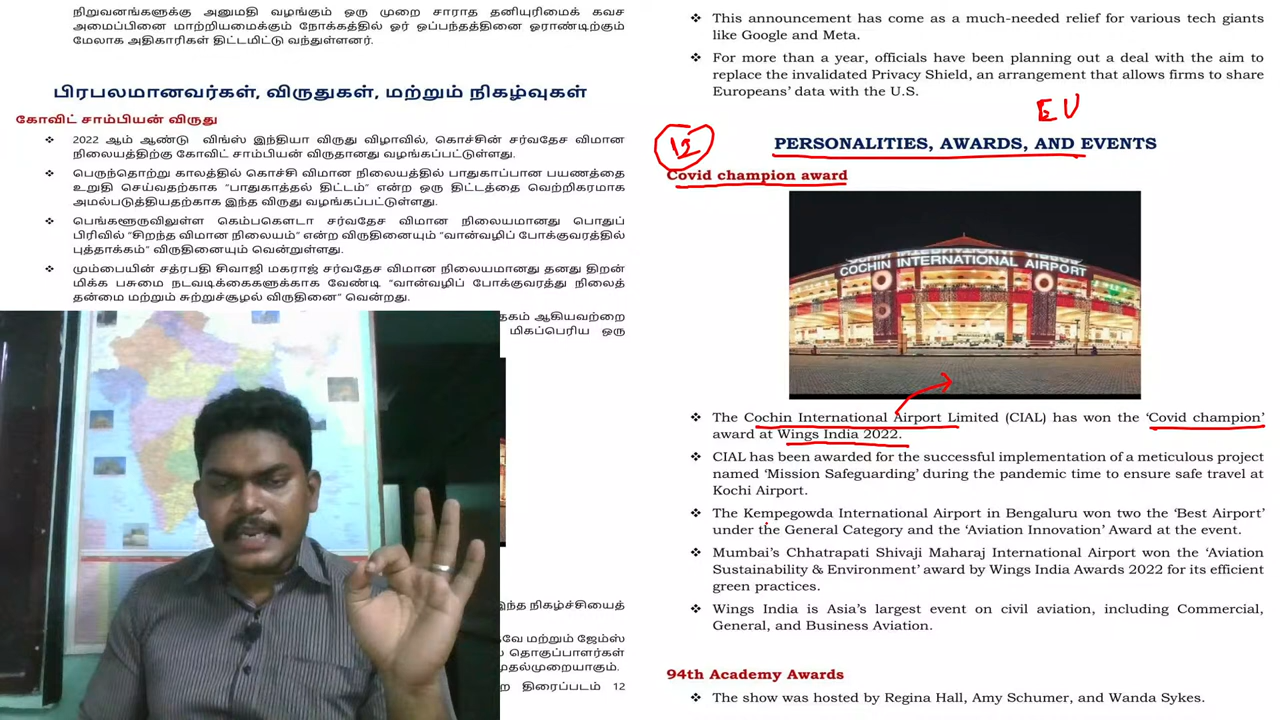 நிறுவனங்களுக்கு அனுமதி வழங்கும் ஒரு முறை சாராத தனியுரிமைக் கவச
அமைப்பினை மாற்றியமைக்கும் நோக்கத்தில் ஓர் ஒப்பந்தத்தினை ஓராண்டிற்கும்
மேலாக அதிகாரிகள் திட்டமிட்டு வந்துள்ளனர்.
பிரபலமானவர்கள், விருதுகள், மற்றும் நிகழ்வுகள்
கோவிட் சாம்பியன் விருது
❖ 2022 ஆம் ஆண்டு விங்ஸ் இந்தியா விருது விழாவில், கொச்சின் சர்வதேச விமான
நிலையத்திற்கு கோவிட் சாம்பியன் விருதானது வழங்கப்பட்டுள்ளது.
❖ பெருந்தொற்று காலத்தில் கொச்சி விமான நிலையத்தில் பாதுகாப்பான பயணத்தை
உறுதி செய்வதற்காக "பாதுகாத்தல் திட்டம்" என்ற ஒரு திட்டத்தை வெற்றிகரமாக
அமல்படுத்தியதற்காக இந்த விருது வழங்கப்பட்டுள்ளது.
❖ பெங்களூருவிலுள்ள கெம்பகௌடா சர்வதேச விமான நிலையமானது பொதுப்
பிரிவில் "சிறந்த விமான நிலையம்" என்ற விருதினையும் "வான்வழிப் போக்குவரத்தில்
புத்தாக்கம்" விருதினையும் வென்றுள்ளது.
❖ மும்பையின் சத்ரபதி சிவாஜி மகராஜ் சர்வதேச விமான நிலையமானது தனது திறன்
மிக்க பசுமை நடவடிக்கைகளுக்காக வேண்டி "வான்வழிப் போக்குவரத்து நிலைத்
தன்மை மற்றும் சுற்றுச்சூழல் விருதினை" வென்றது.
ஆகியவற்றை
மிகப்பெரிய ஒரு
நிகழ்ச்சியைத்
மற்றும் ஜேம்ஸ்
தொகுப்பாளர்கள்
திரைப்படம் 12
❖ This announcement has come as a much-needed relief for various tech giants
like Google and Meta.
❖ For more than a year, officials have been planning out a deal with the aim to
replace the invalidated Privacy Shield, an arrangement that allows firms to share
Europeans' data with the U.S.
EU
12
PERSONALITIES, AWARDS, AND EVENTS
Covid champion award
COCHIN INTERNATIONAL AIRPORT
❖ The Cochin International Airport Limited (CIAL) has won the 'Covid champion'
award at Wings India 2022.
❖ CIAL has been awarded for the successful implementation of a meticulous project
named 'Mission Safeguarding' during the pandemic time to ensure safe travel at
Kochi Airport.
❖ The Kempegowda International Airport in Bengaluru won two the 'Best Airport'
under the General Category and the 'Aviation Innovation' Award at the event.
❖ Mumbai's Chhatrapati Shivaji Maharaj International Airport won the 'Aviation
Sustainability & Environment' award by Wings India Awards 2022 for its efficient
green practices.
❖ Wings India is Asia's largest event on civil aviation, including Commercial,
General, and Business Aviation.
94th Academy Awards
❖ The show was hosted by Regina Hall, Amy Schumer, and Wanda Sykes.